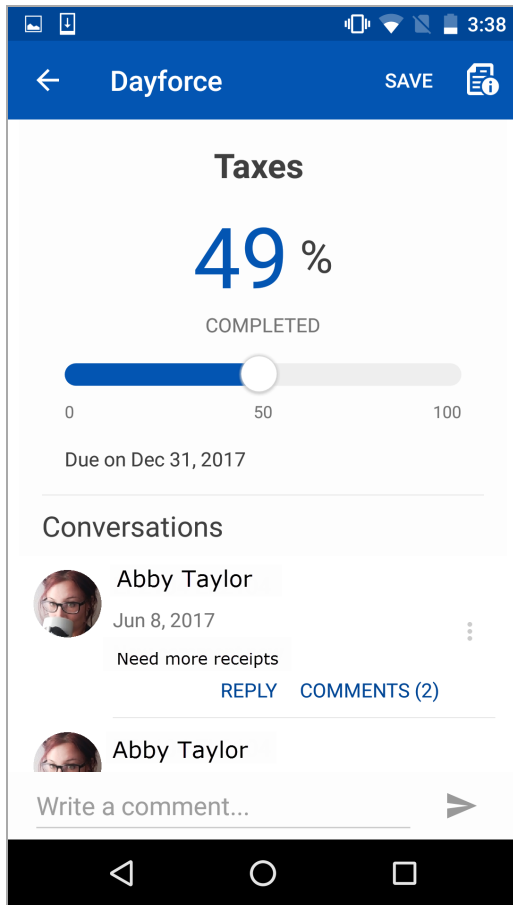 3:38
Dayforce SAVE
Taxes
49 %
COMPLETED
0 50 100
Due on Dec 31, 2017
Conversations
Abby Taylor
Jun 8, 2017
Need more receipts
REPLY COMMENTS (2)
Abby Taylor
Write a comment...